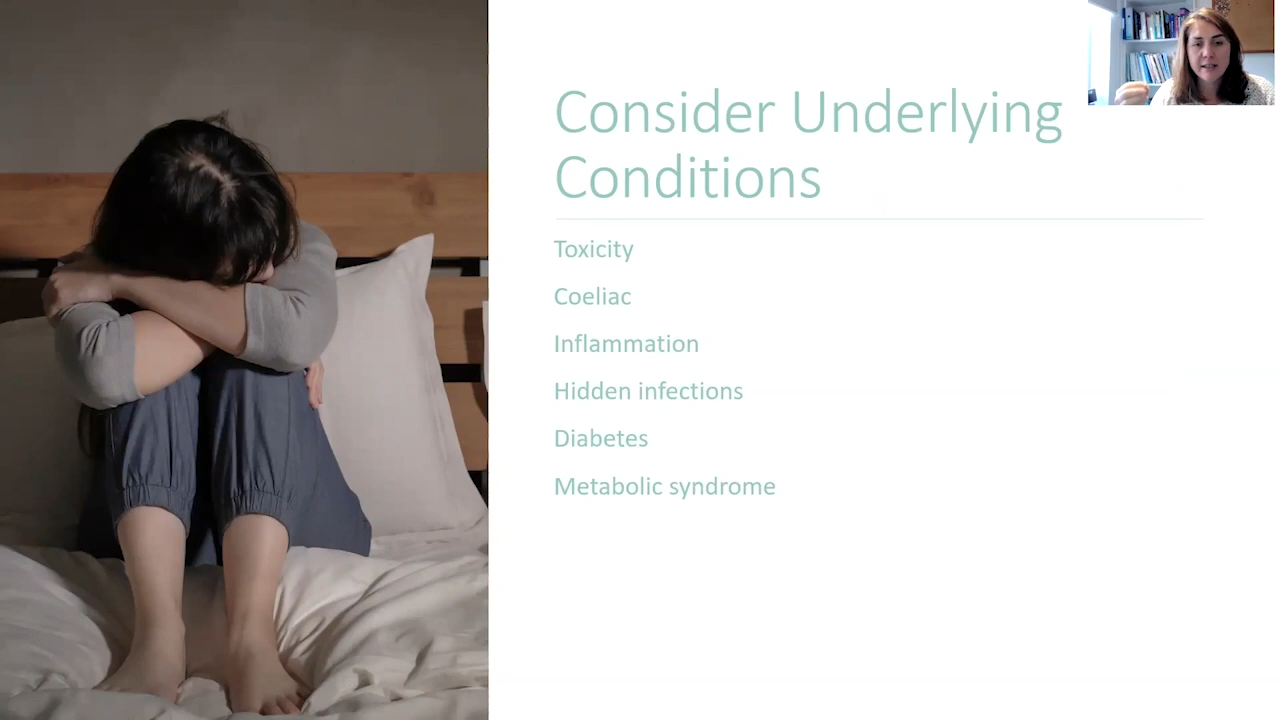 Consider Underlying
Conditions
Toxicity
Coeliac
Inflammation
Hidden infections
Diabetes
Metabolic syndrome